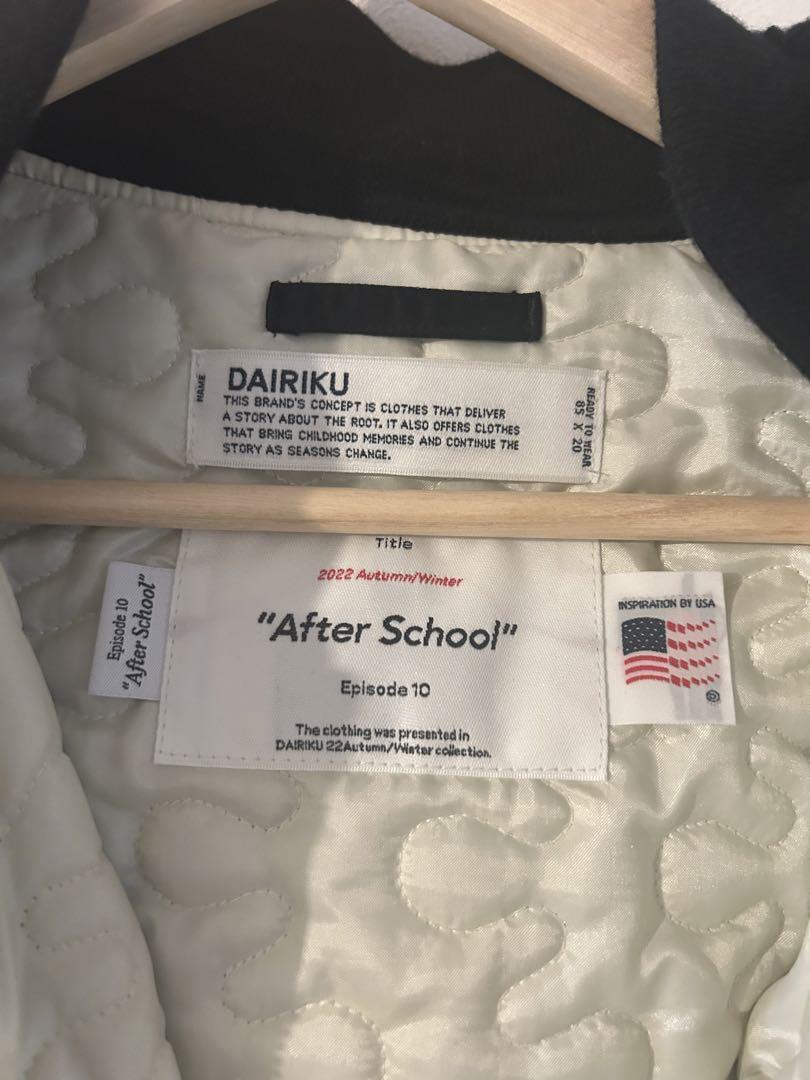 NAME
DAIRIKU
THIS BRAND'S CONCEPT IS CLOTHES THAT DELIVER
A STORY ABOUT THE ROOT. IT ALSO OFFERS CLOTHES
THAT BRING CHILDHOOD MEMORIES AND CONTINUE THE
STORY AS SEASONS CHANGE.
READY TO WEAR
85 X 20
Title
2022 Autumn/Winter
"After School"
Episode 10
The clothing was presented in
DAIRIKU 22Autumn/Winter collection.
Episode 10
"After School"
INSPIRATION BY USA